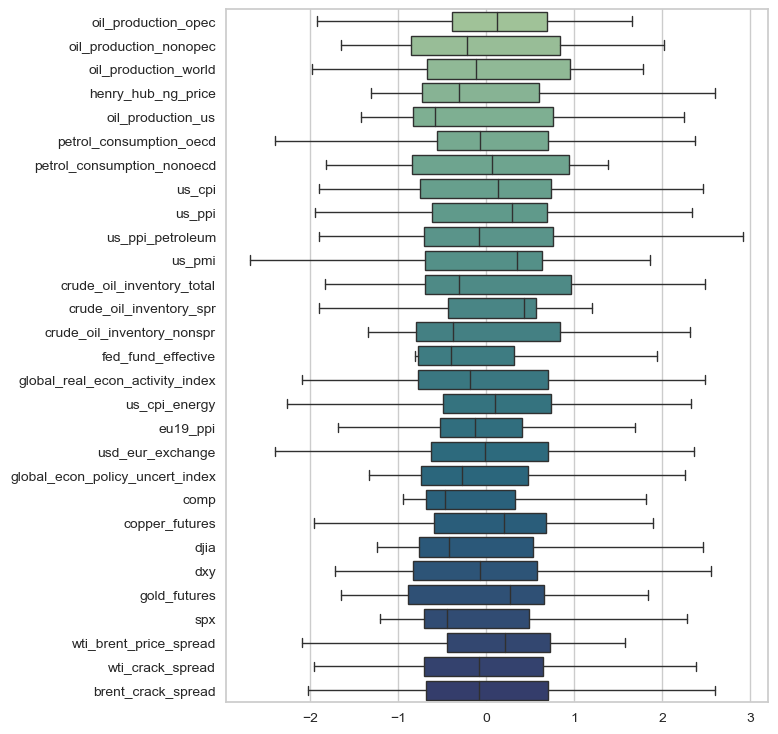 oil_production_opec
oil_production_nonopec
oil_production_world
henry_hub_ng_price
oil_production_us
petrol_consumption_oecd
petrol_consumption_nonoecd
us_cpi
us_ppi
us_ppi_petroleum
us_pmi
crude_oil_inventory_total
crude_oil_inventory_spr
crude_oil_inventory_nonspr
fed_fund_effective
global_real_econ_activity_index
us_cpi_energy
eu19_ppi
usd_eur_exchange
global_econ_policy_uncert_index
comp
copper_futures
djia
dxy
gold_futures
spx
wti_brent_price_spread
wti_crack_spread
brent_crack_spread
−2 −1 0 1 2 3